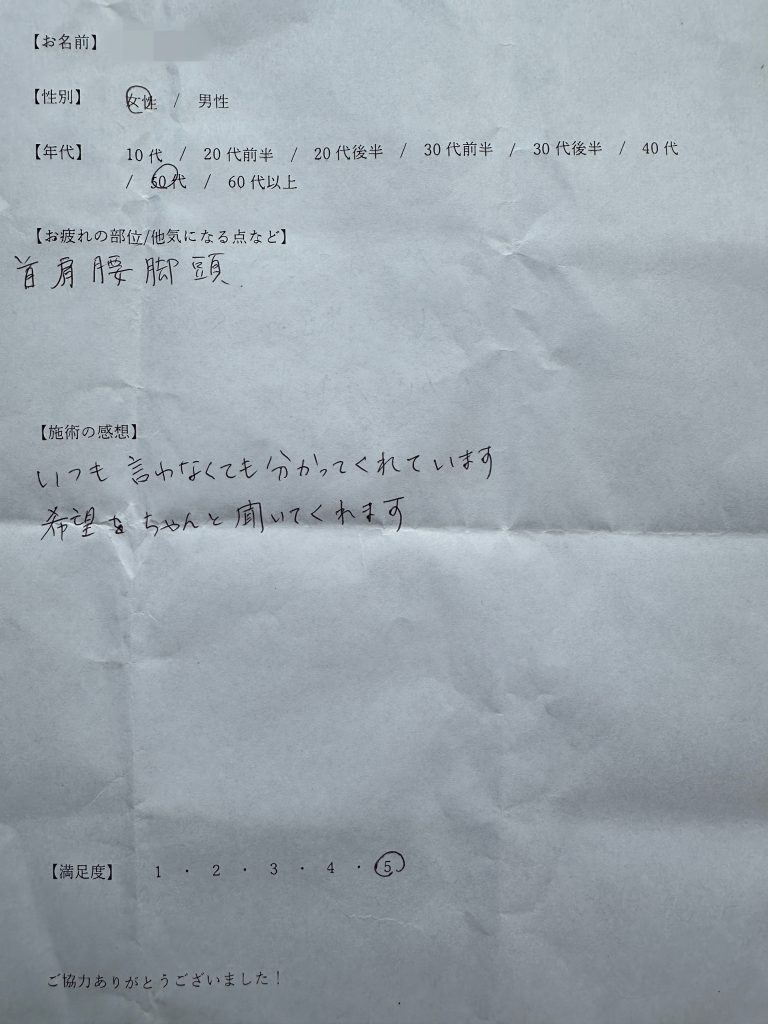 【お名前】
【性別】 女性 / 男性
【年代】 10代 / 20代前半 / 20代後半 / 30代前半 / 30代後半 / 40代
/ 50代 / 60代以上
【お疲れの部位/他気になる点など】
首肩腰脚頭
【施術の感想】
いつも言わなくても分かってくれています
希望をちゃんと聞いてくれます
【満足度】 1 ・ 2 ・ 3 ・ 4 ・ 5
ご協力ありがとうございました！